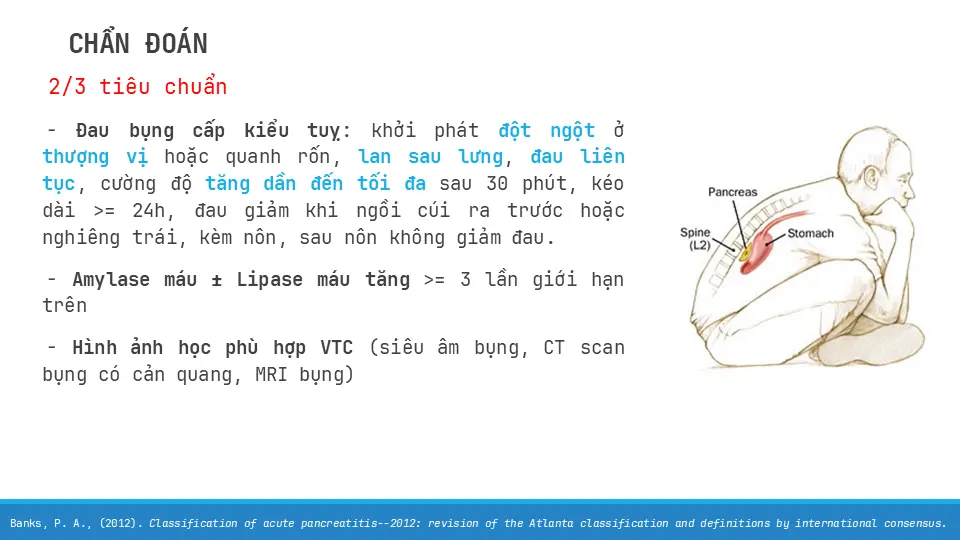 CHẨN ĐOÁN
2/3 tiêu chuẩn
- Đau bụng cấp kiểu tuỵ: khởi phát đột ngột ở
thượng vị hoặc quanh rốn, lan sau lưng, đau liên
tục, cường độ tăng dần đến tối đa sau 30 phút, kéo
dài >= 24h, đau giảm khi ngồi cúi ra trước hoặc
nghiêng trái, kèm nôn, sau nôn không giảm đau.
- Amylase máu ± Lipase máu tăng >= 3 lần giới hạn
trên
- Hình ảnh học phù hợp VTC (siêu âm bụng, CT scan
bụng có cản quang, MRI bụng)
Pancreas
Spine
(L2)
Stomach
Banks, P. A., (2012). Classification of acute pancreatitis--2012: revision of the Atlanta classification and definitions by international consensus.